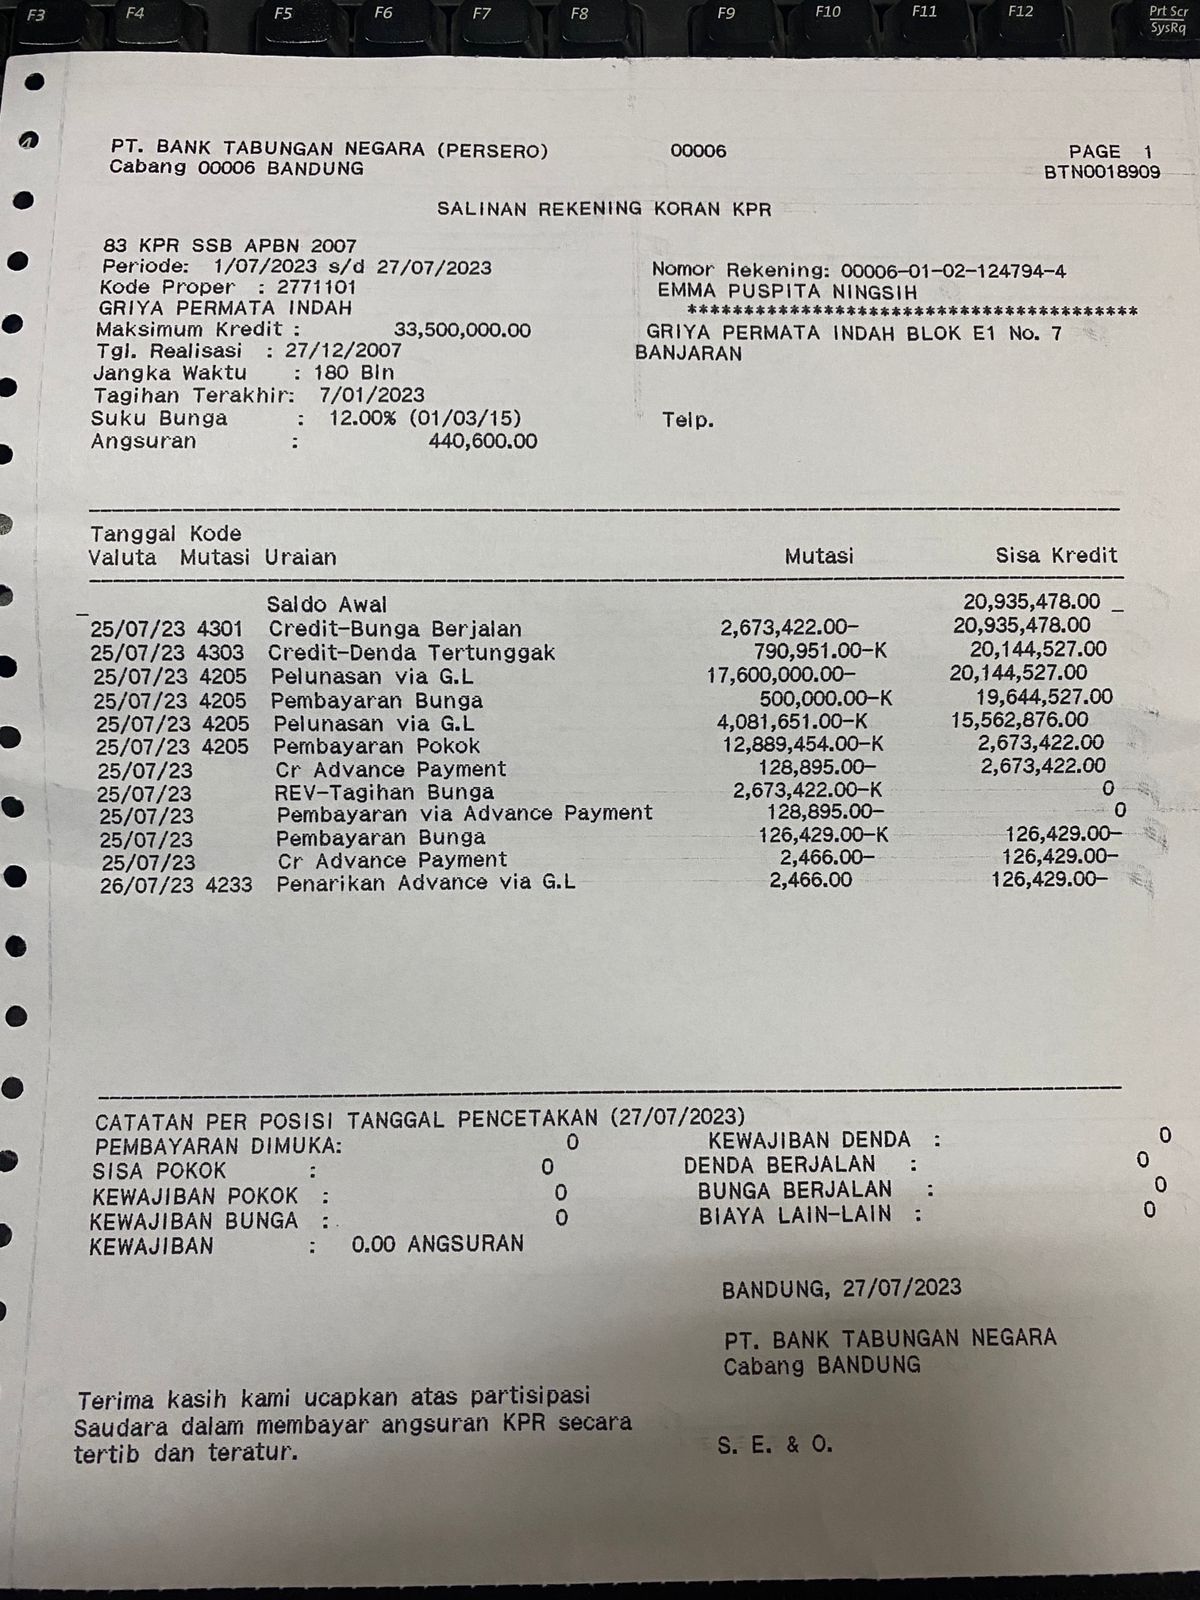 F3 F4 F5 F6 F7 F8 F9 F10 F11 F12 Prt Scr
SysRq
PT. BANK TABUNGAN NEGARA (PERSERO) 00006 PAGE 1
Cabang 00006 BANDUNG BTN0018909
SALINAN REKENING KORAN KPR
83 KPR SSB APBN 2007
Periode: 1/07/2023 s/d 27/07/2023 Nomor Rekening: 00006-01-02-124794-4
Kode Proper : 2771101 EMMA PUSPITA NINGSIH
GRIYA PERMATA INDAH ****************************************
Maksimum Kredit : 33,500,000.00 GRIYA PERMATA INDAH BLOK E1 No. 7
Tgl. Realisasi : 27/12/2007 BANJARAN
Jangka Waktu : 180 Bln
Tagihan Terakhir: 7/01/2023
Suku Bunga : 12.00% (01/03/15) Telp.
Angsuran : 440,600.00
Tanggal Kode
Valuta Mutasi Uraian Mutasi Sisa Kredit
_ Saldo Awal 20,935,478.00 _
25/07/23 4301 Credit-Bunga Berjalan 2,673,422.00- 20,935,478.00
25/07/23 4303 Credit-Denda Tertunggak 790,951.00-K 20,144,527.00
25/07/23 4205 Pelunasan via G.L 17,600,000.00- 20,144,527.00
25/07/23 4205 Pembayaran Bunga 500,000.00-K 19,644,527.00
25/07/23 4205 Pelunasan via G.L 4,081,651.00-K 15,562,876.00
25/07/23 4205 Pembayaran Pokok 12,889,454.00-K 2,673,422.00
25/07/23 Cr Advance Payment 128,895.00- 2,673,422.00
25/07/23 REV-Tagihan Bunga 2,673,422.00-K 0
25/07/23 Pembayaran via Advance Payment 128,895.00- 0
25/07/23 Pembayaran Bunga 126,429.00-K 126,429.00-
25/07/23 Cr Advance Payment 2,466.00- 126,429.00-
26/07/23 4233 Penarikan Advance via G.L 2,466.00 126,429.00-
CATATAN PER POSISI TANGGAL PENCETAKAN (27/07/2023)
PEMBAYARAN DIMUKA: 0 KEWAJIBAN DENDA : 0
SISA POKOK : 0 DENDA BERJALAN : 0
KEWAJIBAN POKOK : 0 BUNGA BERJALAN : 0
KEWAJIBAN BUNGA : 0 BIAYA LAIN-LAIN : 0
KEWAJIBAN : 0.00 ANGSURAN
BANDUNG, 27/07/2023
PT. BANK TABUNGAN NEGARA
Cabang BANDUNG
Terima kasih kami ucapkan atas partisipasi
Saudara dalam membayar angsuran KPR secara
tertib dan teratur.
S. E. & O.